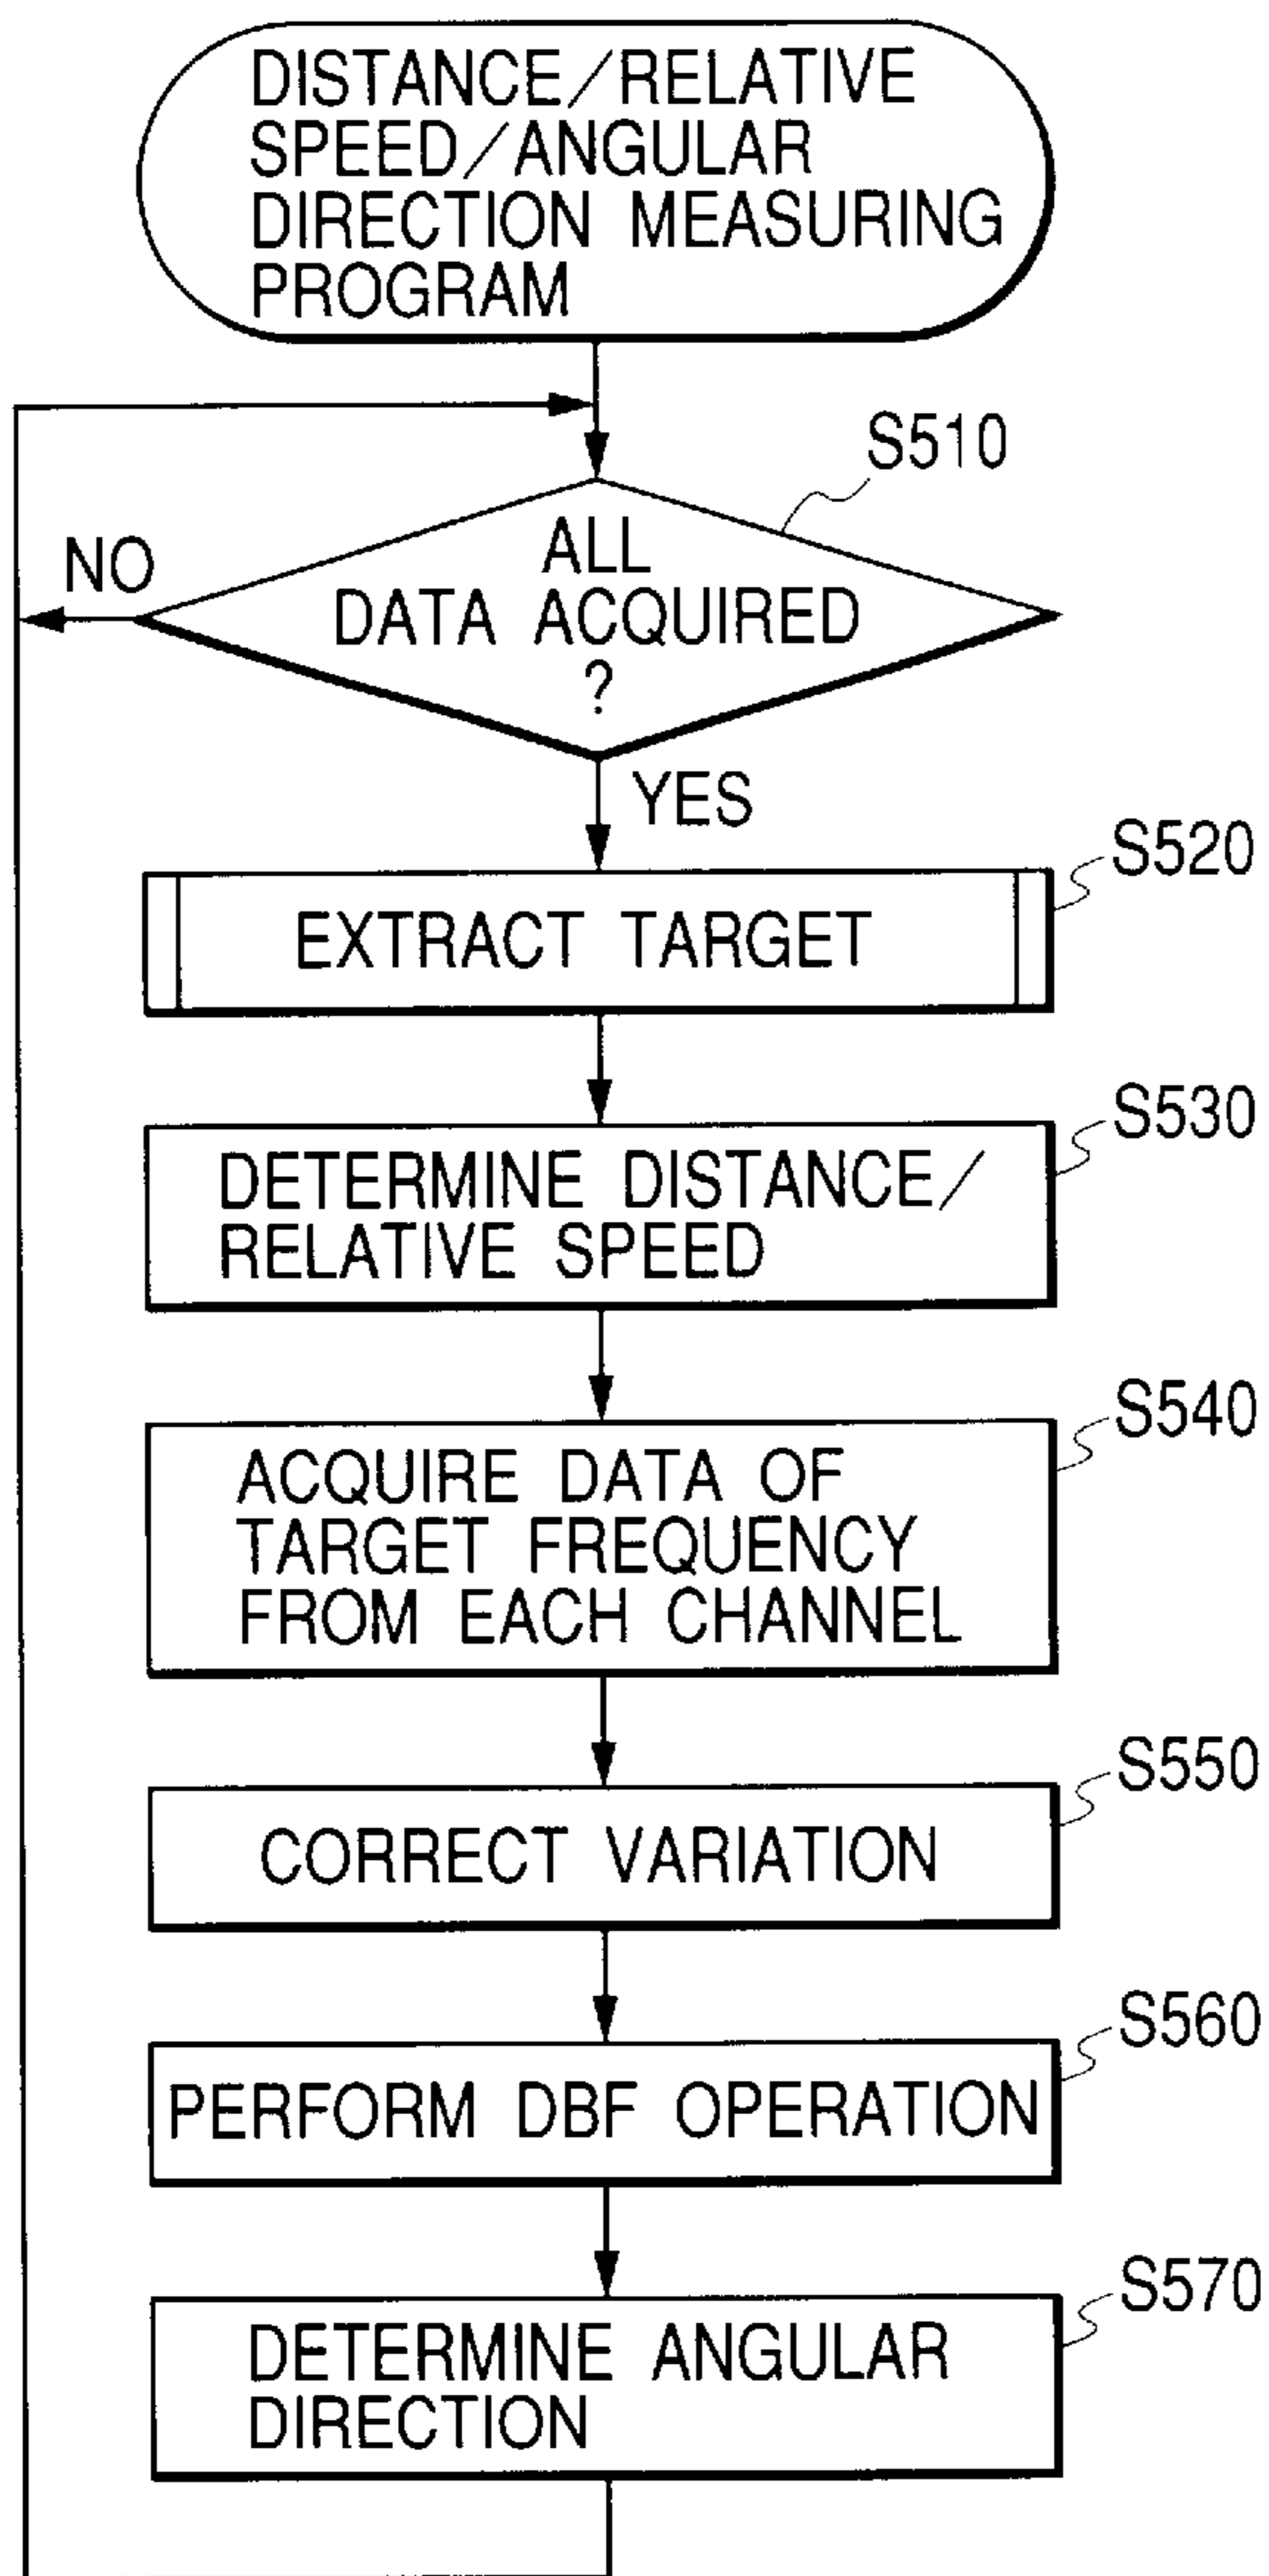 DISTANCE/RELATIVE
SPEED/ANGULAR
DIRECTION MEASURING
PROGRAM
S510
NO
ALL
DATA ACQUIRED
?
YES
S520
EXTRACT TARGET
S530
DETERMINE DISTANCE/
RELATIVE SPEED
S540
ACQUIRE DATA OF
TARGET FREQUENCY
FROM EACH CHANNEL
S550
CORRECT VARIATION
S560
PERFORM DBF OPERATION
S570
DETERMINE ANGULAR
DIRECTION